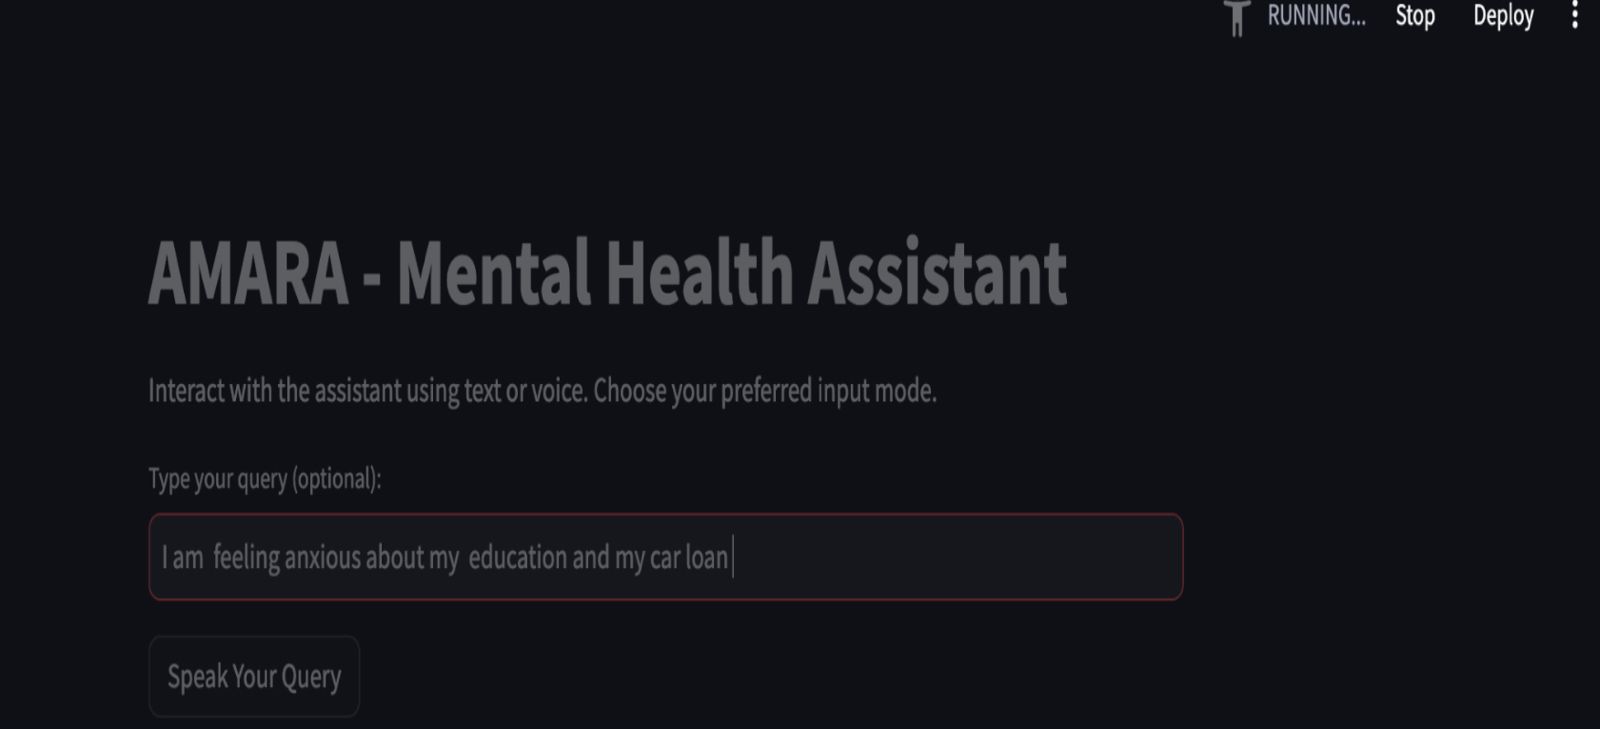 RUNNING... Stop Deploy
AMARA - Mental Health Assistant
Interact with the assistant using text or voice. Choose your preferred input mode.
Type your query (optional):
I am  feeling anxious about my  education and my car loan
Speak Your Query